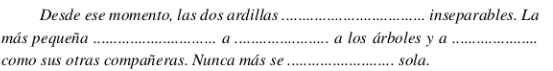 Desde ese momento, las dos ardillas .................................. inseparables. La
más pequeña .............................. a ....................... a los árboles y a .....................
como sus otras compañeras. Nunca más se .......................... sola.